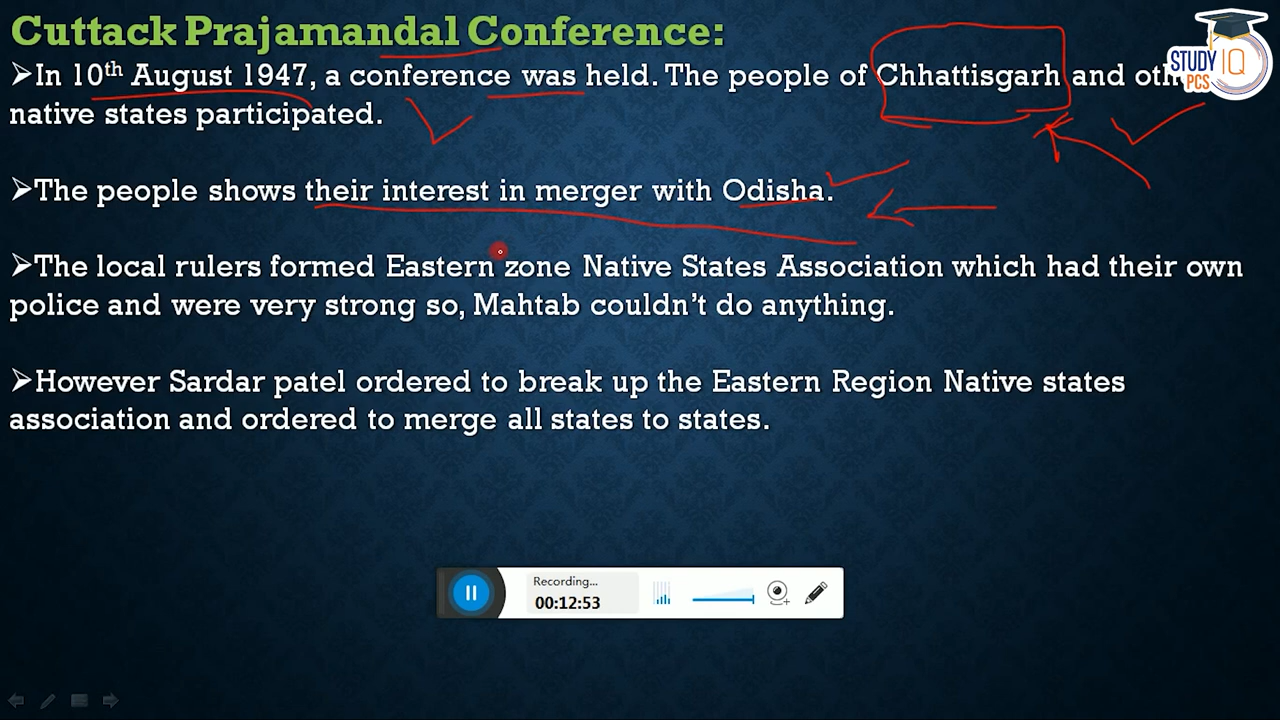 Cuttack Prajamandal Conference:
➢In 10th August 1947, a conference was held. The people of Chhattisgarh and oth
native states participated.
➢The people shows their interest in merger with Odisha.
➢The local rulers formed Eastern zone Native States Association which had their own
police and were very strong so, Mahtab couldn't do anything.
➢However Sardar patel ordered to break up the Eastern Region Native states
association and ordered to merge all states to states.
STUDY IQ
PCS
Recording...
00:12:53